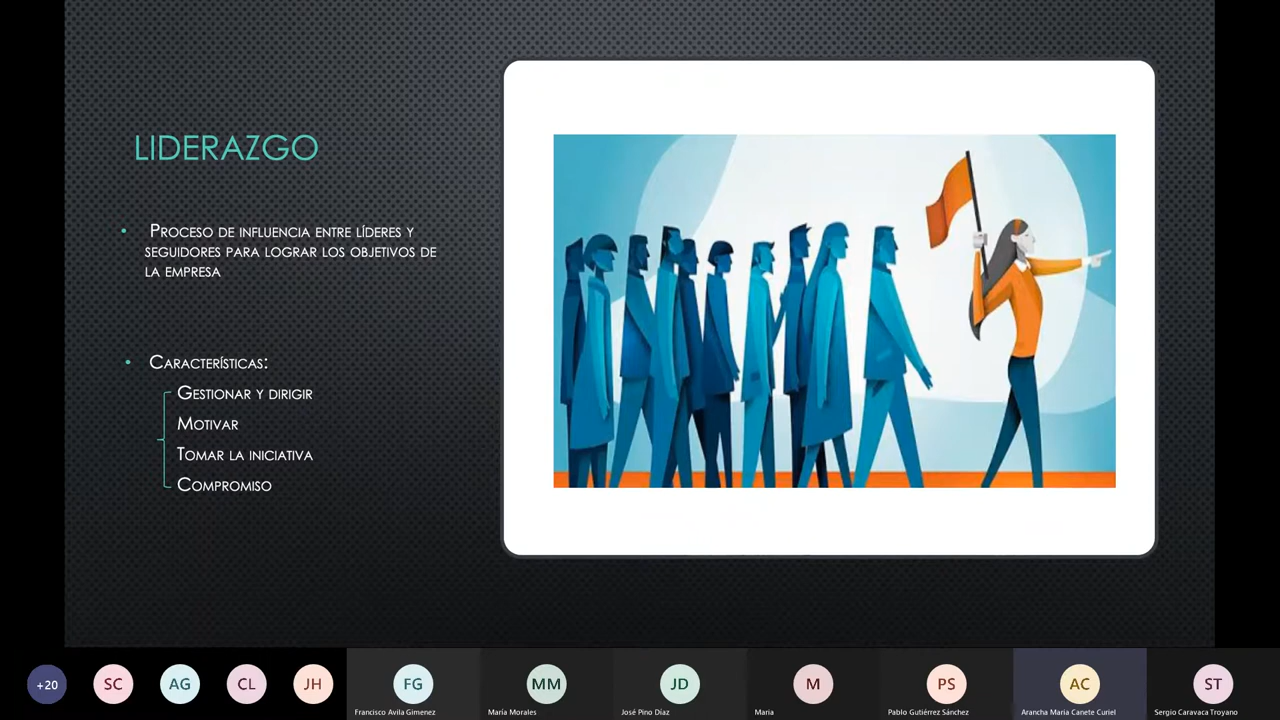 LIDERAZGO
• PROCESO DE INFLUENCIA ENTRE LÍDERES Y
SEGUIDORES PARA LOGRAR LOS OBJETIVOS DE
LA EMPRESA
• CARACTERÍSTICAS:
GESTIONAR Y DIRIGIR
MOTIVAR
TOMAR LA INICIATIVA
COMPROMISO
+20 SC AG CL JH FG MM JD M PS AC ST
Francisco Avila Gimenez María Morales José Pino Díaz Maria Pablo Gutiérrez Sánchez Arancha Maria Canete Curiel Sergio Caravaca Troyano